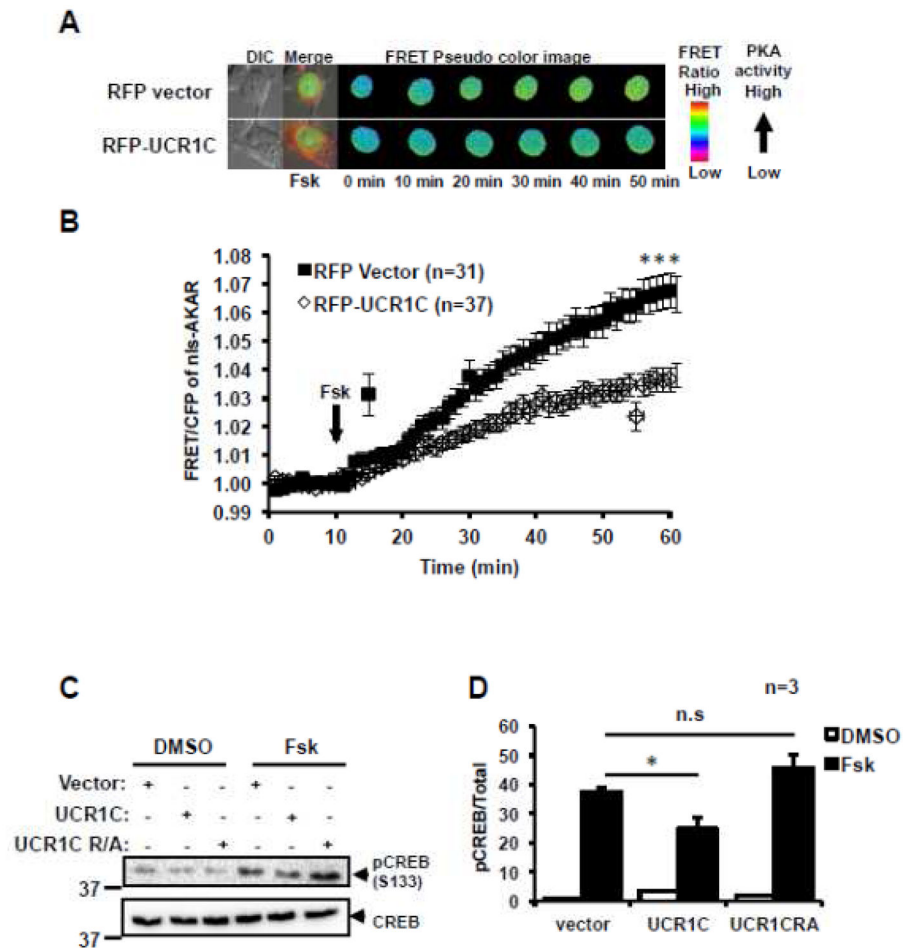 A
DIC Merge FRET Pseudo color image
FRET Ratio High
PKA activity High
RFP vector
RFP-UCR1C
Low
Low
Fsk 0 min 10 min 20 min 30 min 40 min 50 min
B
1.08
1.07
1.06
1.05
1.04
1.03
1.02
1.01
1.00
0.99
FRET/CFP of nls-AKAR
RFP Vector (n=31)
RFP-UCR1C (n=37)
***
Fsk
0 10 20 30 40 50 60
Time (min)
C
DMSO Fsk
Vector: + - - + - -
UCR1C: - + - - + -
UCR1C R/A: - - + - - +
pCREB
(S133)
37
CREB
37
D
n=3
n.s
*
DMSO
Fsk
60
50
40
30
20
10
0
pCREB/Total
vector UCR1C UCR1CRA